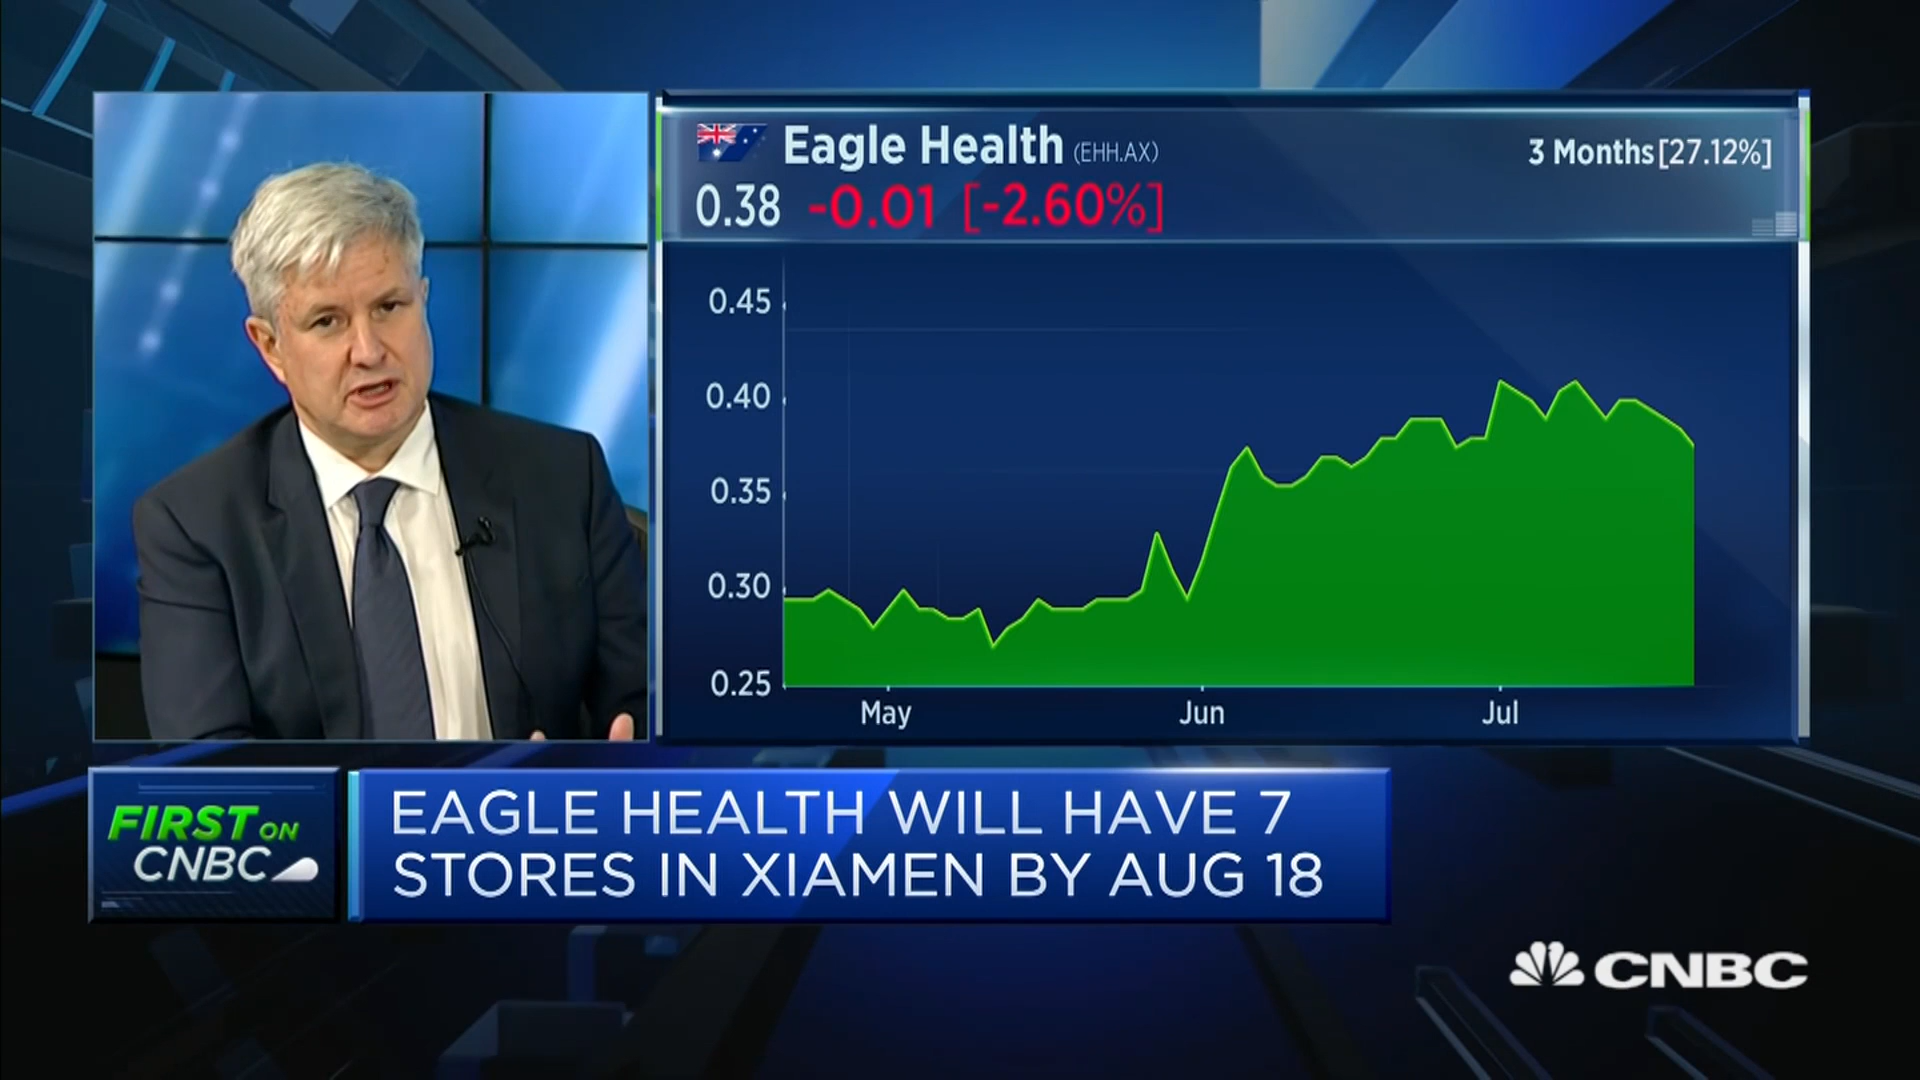 Eagle Health (EHH.AX)
3 Months [27.12%]
0.38 -0.01 [-2.60%]
0.45
0.40
0.35
0.30
0.25
May Jun Jul
FIRST ON
CNBC
EAGLE HEALTH WILL HAVE 7
STORES IN XIAMEN BY AUG 18
CNBC